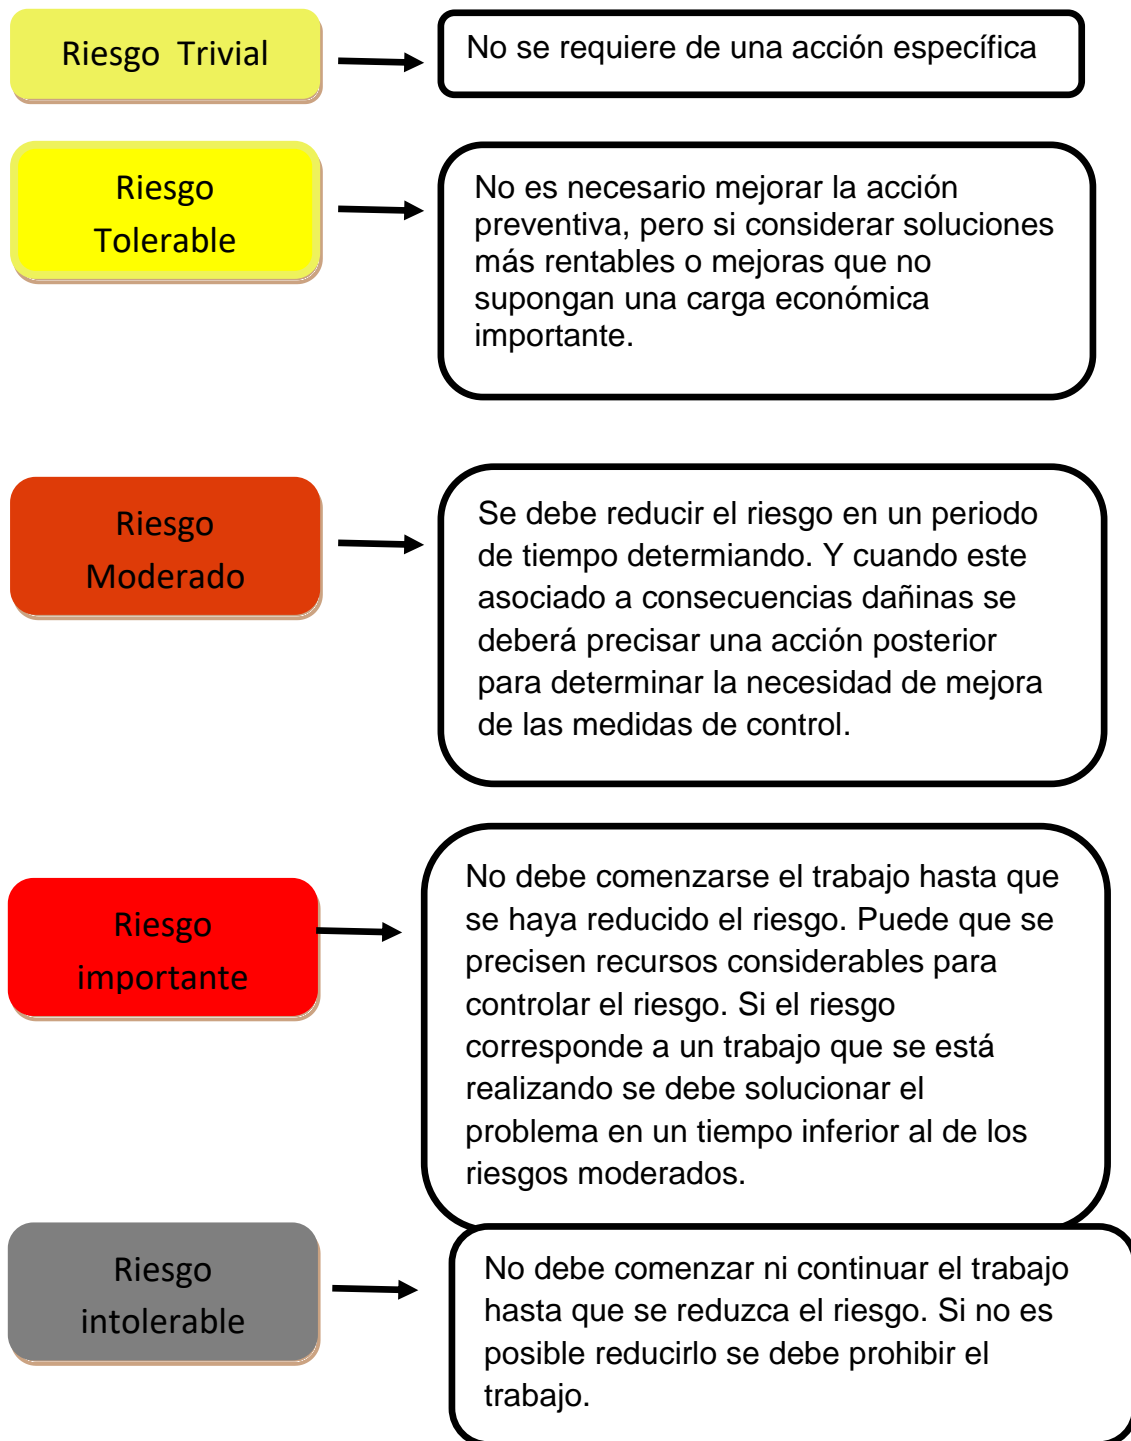 Riesgo Trivial
No se requiere de una acción específica
Riesgo
Tolerable
No es necesario mejorar la acción
preventiva, pero si considerar soluciones
más rentables o mejoras que no
supongan una carga económica
importante.
Riesgo
Moderado
Se debe reducir el riesgo en un periodo
de tiempo determiando. Y cuando este
asociado a consecuencias dañinas se
deberá precisar una acción posterior
para determinar la necesidad de mejora
de las medidas de control.
Riesgo
importante
No debe comenzarse el trabajo hasta que
se haya reducido el riesgo. Puede que se
precisen recursos considerables para
controlar el riesgo. Si el riesgo
corresponde a un trabajo que se está
realizando se debe solucionar el
problema en un tiempo inferior al de los
riesgos moderados.
Riesgo
intolerable
No debe comenzar ni continuar el trabajo
hasta que se reduzca el riesgo. Si no es
posible reducirlo se debe prohibir el
trabajo.